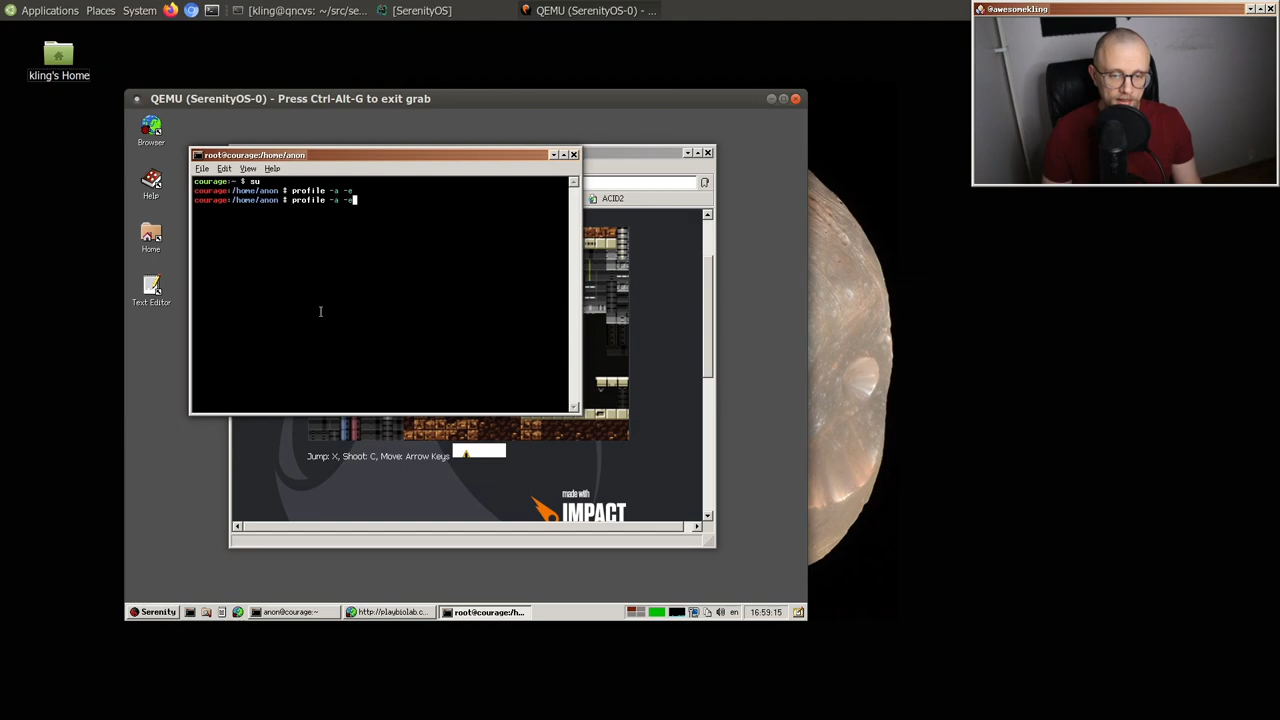 Applications Places [kling@qncvs: ~/src/se... [SerenityOS] QEMU (SerenityOS-0) - ...
@awesomekling
kling's Home
QEMU (SerenityOS-0) - Press Ctrl-Alt-G to exit grab
Browser
Help
Home
Text Editor
root@courage:/home/anon
File Edit View Help
courage:~ $ su
courage:/home/anon # profile -a -e
courage:/home/anon # profile -a -e
ACID2
Jump: X, Shoot: C, Move: Arrow Keys
made with
IMPACT
Serenity anon@courage:~ http://playbiolab.c... root@courage:/h... en 16:59:15